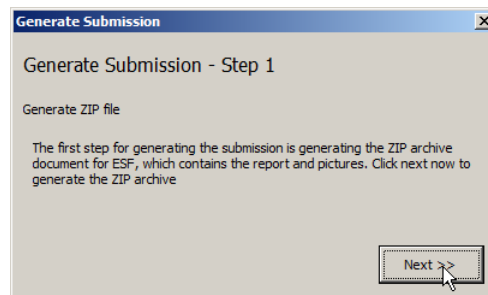 Generate Submission
Generate Submission - Step 1
Generate ZIP file
The first step for generating the submission is generating the ZIP archive
document for ESF, which contains the report and pictures. Click next now to
generate the ZIP archive
Next >>